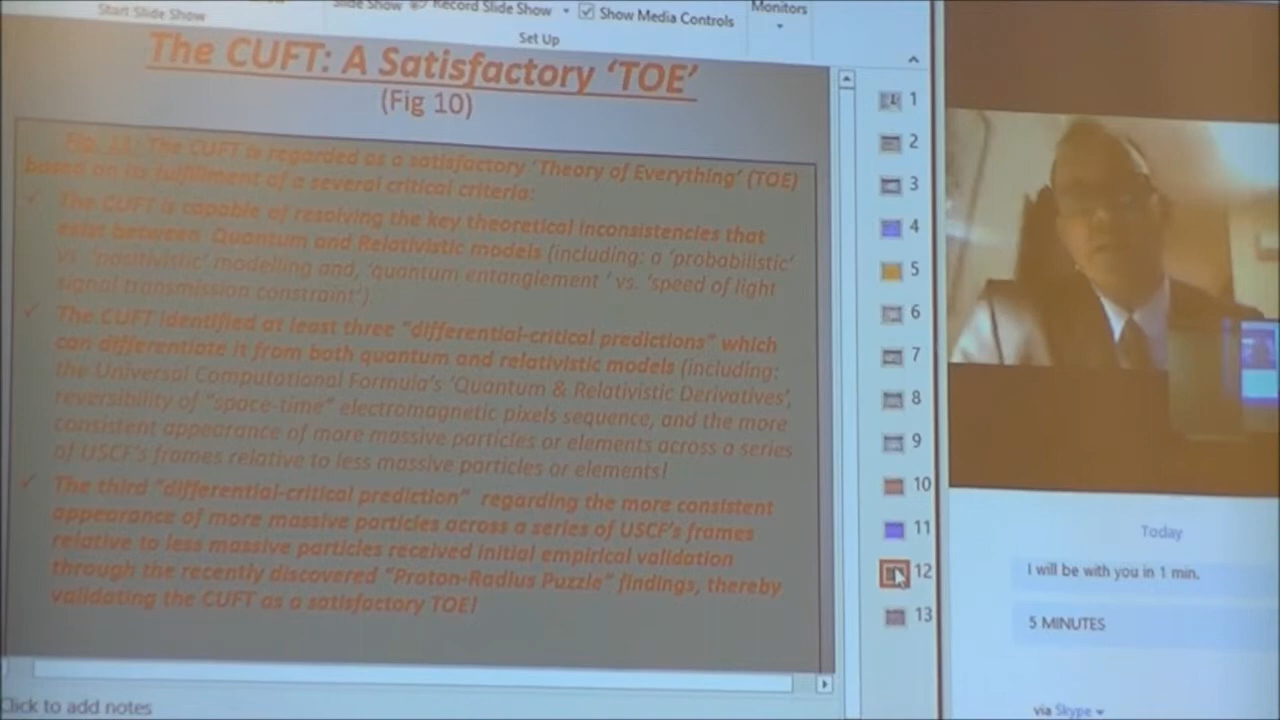 Start Slide Show
Slide Show
Record Slide Show
Show Media Controls
Monitors
Set Up
The CUFT: A Satisfactory ‘TOE’
(Fig 10)
Fig. 11: The CUFT is regarded as a satisfactory ‘Theory of Everything’ (TOE)
based on its fulfillment of a several critical criteria:
✓ The CUFT is capable of resolving the key theoretical inconsistencies that
exist between Quantum and Relativistic models (including: a ‘probabilistic‘
vs. ‘positivistic’ modelling and, ‘quantum entanglement ‘ vs. ‘speed of light
signal transmission constraint’).
✓ The CUFT identified at least three “differential-critical predictions” which
can differentiate it from both quantum and relativistic models (including:
the Universal Computational Formula’s ‘Quantum & Relativistic Derivatives’,
reversibility of “space-time” electromagnetic pixels sequence, and the more
consistent appearance of more massive particles or elements across a series
of USCF’s frames relative to less massive particles or elements!
✓ The third “differential-critical prediction” regarding the more consistent
appearance of more massive particles across a series of USCF’s frames
relative to less massive particles received initial empirical validation
through the recently discovered “Proton-Radius Puzzle” findings, thereby
validating the CUFT as a satisfactory TOE!
Click to add notes
1
2
3
4
5
6
7
8
9
10
11
12
13
Today
I will be with you in 1 min.
5 MINUTES
via Skype